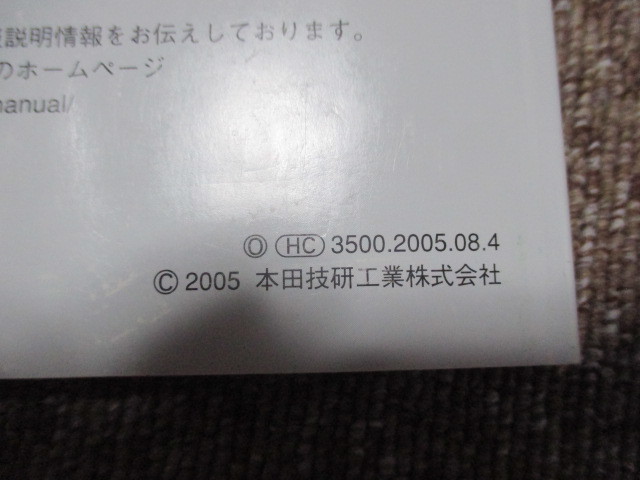 説明情報をお伝えしております。
のホームページ
manual/
Ⓞ HC 3500.2005.08.4
© 2005 本田技研工業株式会社